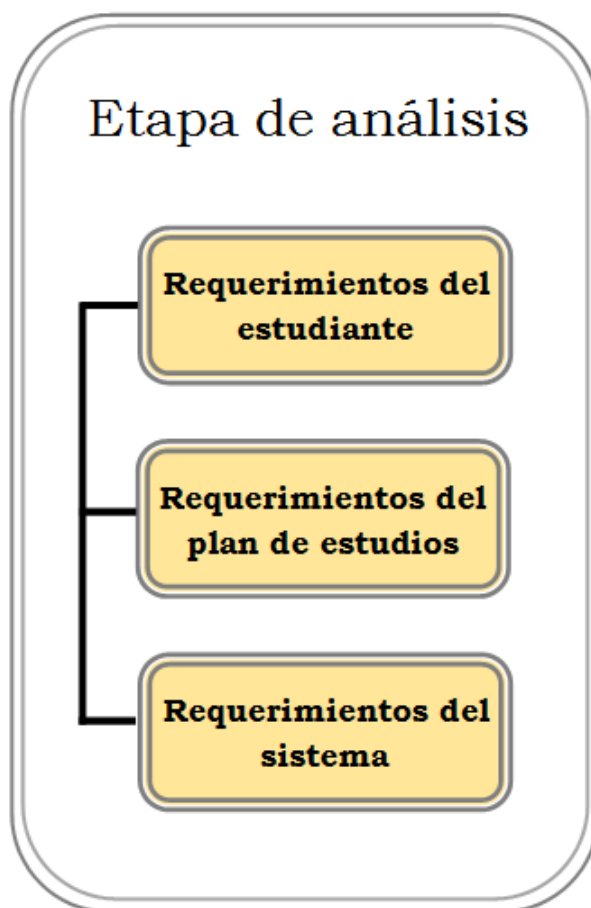 Etapa de análisis
Requerimientos del
estudiante
Requerimientos del
plan de estudios
Requerimientos del
sistema